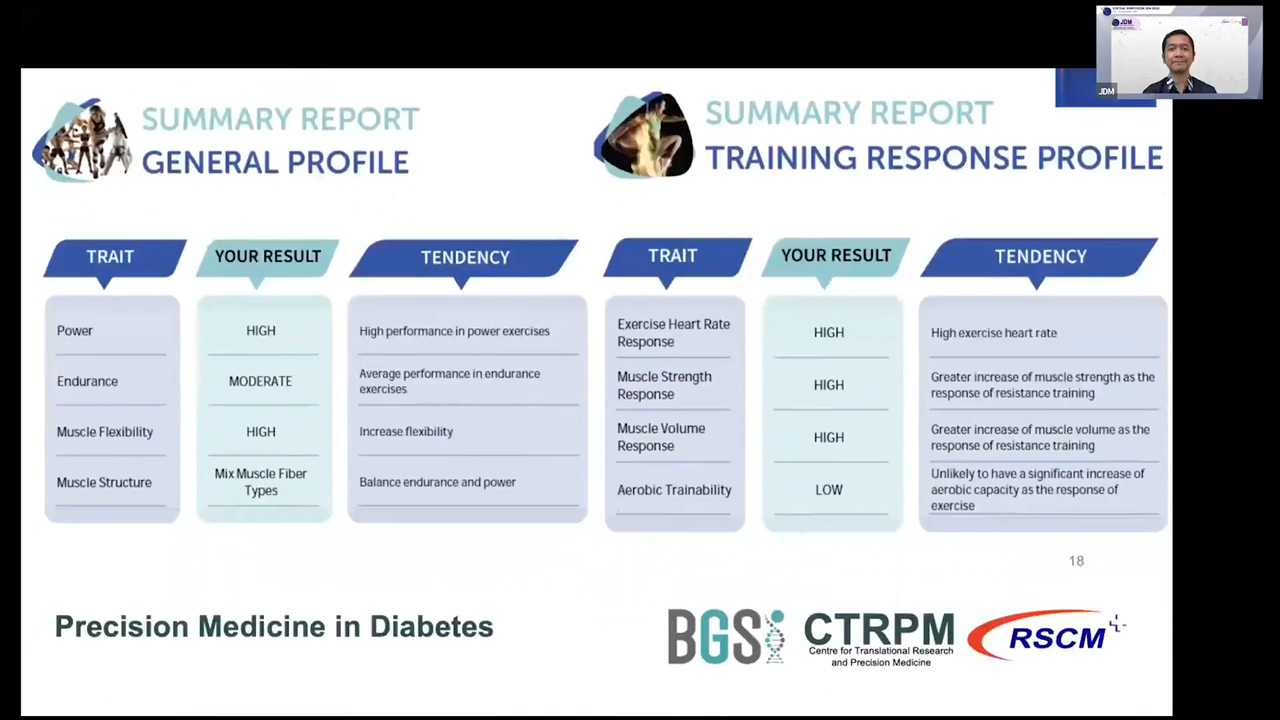 VIRTUAL SYMPOSIUM JDM 2022
JDM
JDM
SUMMARY REPORT
GENERAL PROFILE
TRAIT
YOUR RESULT
TENDENCY
Power
HIGH
High performance in power exercises
Endurance
MODERATE
Average performance in endurance
exercises
Muscle Flexibility
HIGH
Increase flexibility
Muscle Structure
Mix Muscle Fiber
Types
Balance endurance and power
SUMMARY REPORT
TRAINING RESPONSE PROFILE
TRAIT
YOUR RESULT
TENDENCY
Exercise Heart Rate
Response
HIGH
High exercise heart rate
Muscle Strength
Response
HIGH
Greater increase of muscle strength as the
response of resistance training
Muscle Volume
Response
HIGH
Greater increase of muscle volume as the
response of resistance training
Aerobic Trainability
LOW
Unlikely to have a significant increase of
aerobic capacity as the response of
exercise
18
Precision Medicine in Diabetes
BGSi
CTRPM
Centre for Translational Research
and Precision Medicine
RSCM